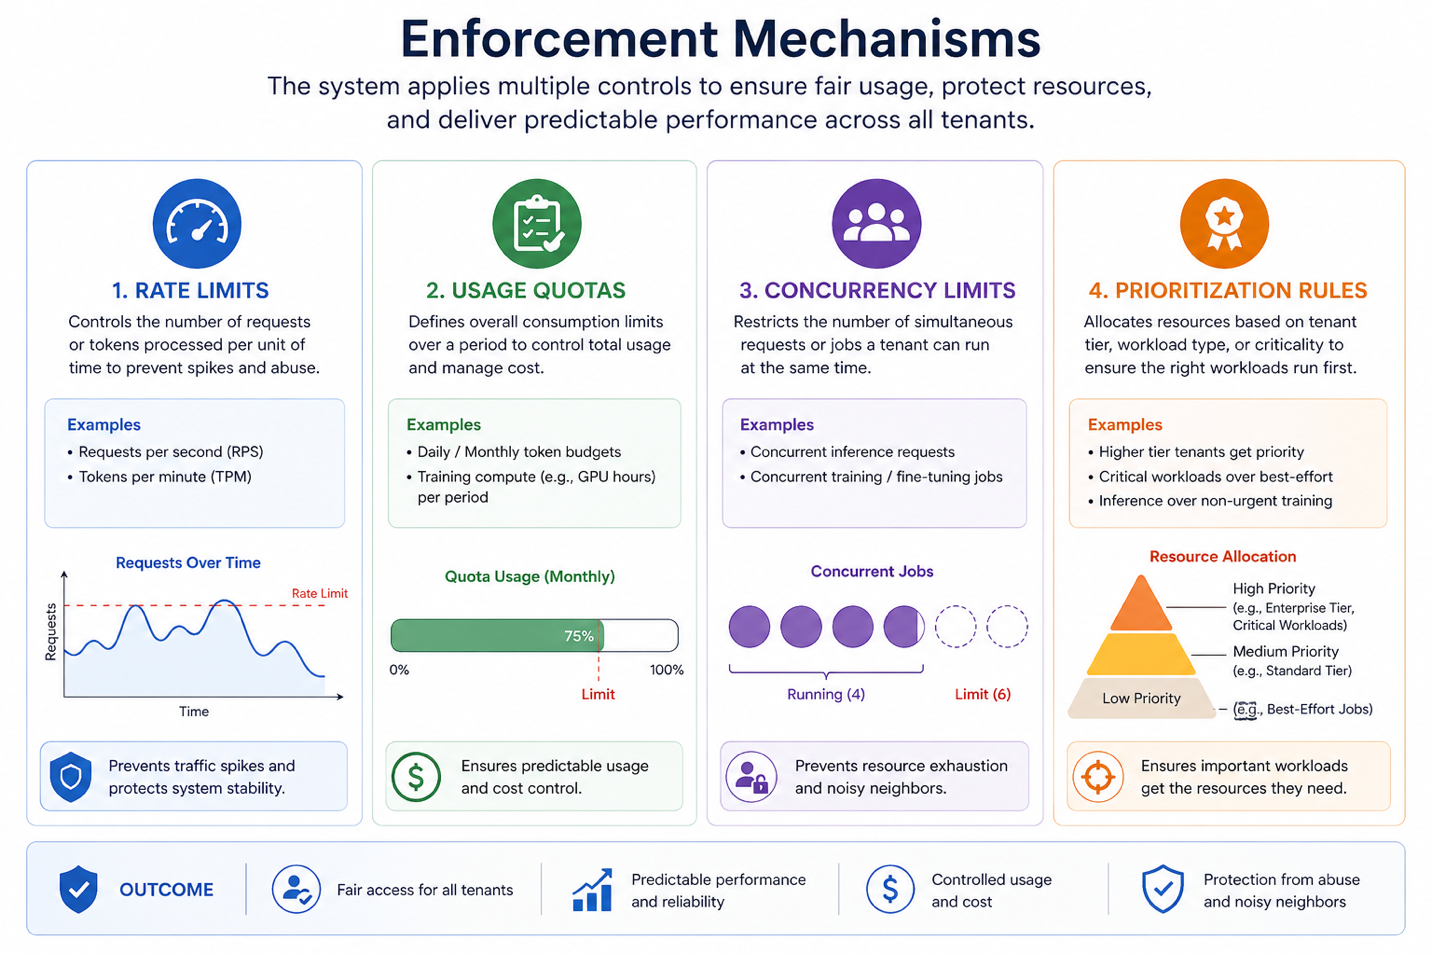 Enforcement Mechanisms
The system applies multiple controls to ensure fair usage, protect resources,
and deliver predictable performance across all tenants.
1. RATE LIMITS
Controls the number of requests
or tokens processed per unit of
time to prevent spikes and abuse.
Examples
• Requests per second (RPS)
• Tokens per minute (TPM)
Requests Over Time
Rate Limit
Requests
Time
Prevents traffic spikes and
protects system stability.
2. USAGE QUOTAS
Defines overall consumption limits
over a period to control total usage
and manage cost.
Examples
• Daily / Monthly token budgets
• Training compute (e.g., GPU hours)
per period
Quota Usage (Monthly)
75%
0%
100%
Limit
$
Ensures predictable usage
and cost control.
3. CONCURRENCY LIMITS
Restricts the number of simultaneous
requests or jobs a tenant can run
at the same time.
Examples
• Concurrent inference requests
• Concurrent training / fine-tuning jobs
Concurrent Jobs
Running (4)
Limit (6)
Prevents resource exhaustion
and noisy neighbors.
4. PRIORITIZATION RULES
Allocates resources based on tenant
tier, workload type, or criticality to
ensure the right workloads run first.
Examples
• Higher tier tenants get priority
• Critical workloads over best-effort
• Inference over non-urgent training
Resource Allocation
High Priority
(e.g., Enterprise Tier,
Critical Workloads)
Medium Priority
(e.g., Standard Tier)
Low Priority
(e.g., Best-Effort Jobs)
Ensures important workloads
get the resources they need.
OUTCOME
Fair access for all tenants
Predictable performance
and reliability
$
Controlled usage
and cost
Protection from abuse
and noisy neighbors